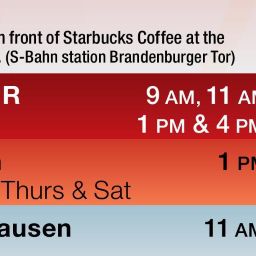 front of Starbucks Coffee at the
(S-Bahn station Brandenburger Tor)
R 9 AM, 11 AM
1 PM & 4 PM
1 PM
Thurs & Sat
ausen 11 AM